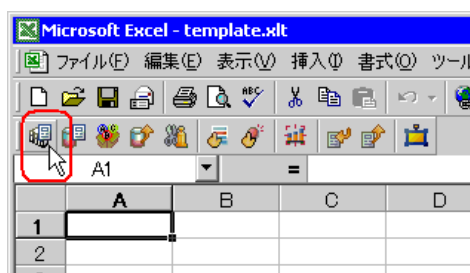 Microsoft Excel - template.xlt
ファイル(F) 編集(E) 表示(V) 挿入(I) 書式(O) ツール
ABC
A1 =
A B C D
1
2